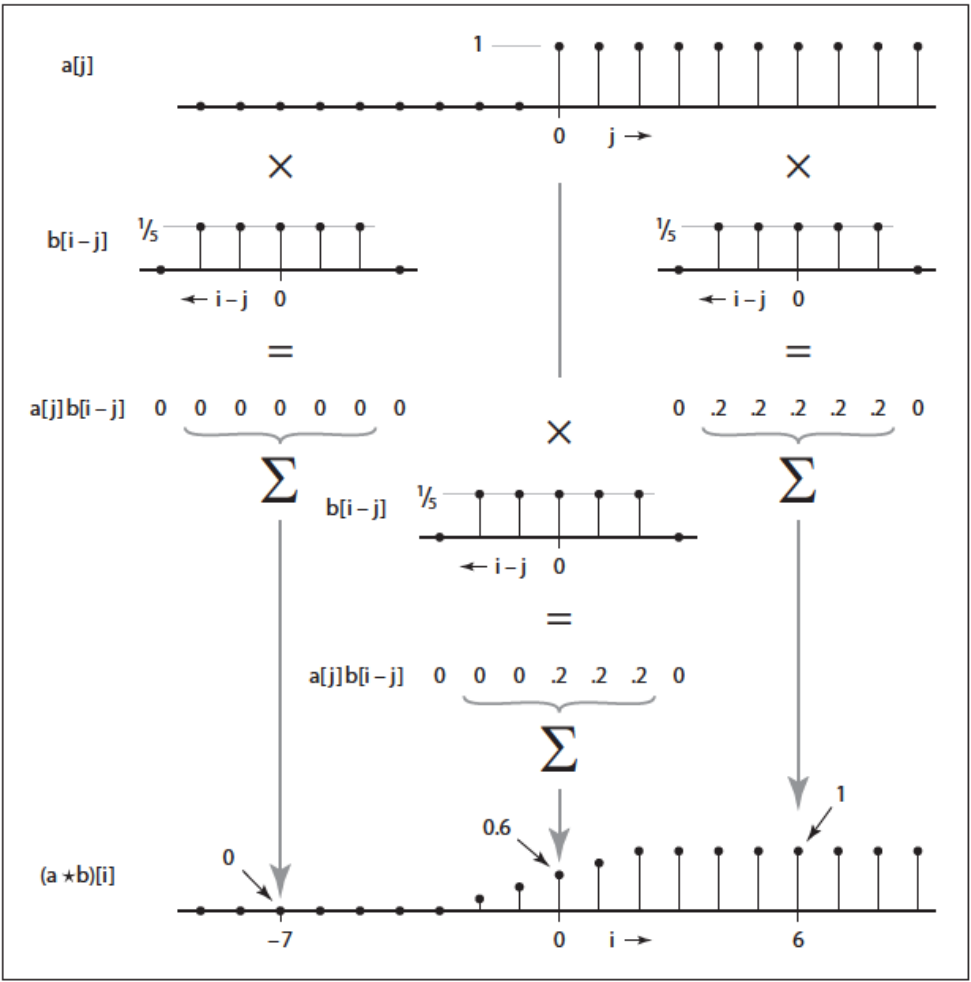 1
a[j]
0 j →
× ×
b[i – j] 1/5 1/5
← i – j 0 ← i – j 0
= =
a[j]b[i – j] 0 0 0 0 0 0 0 0 .2 .2 .2 .2 .2 0
×
Σ Σ
b[i – j] 1/5
← i – j 0
=
a[j]b[i – j] 0 0 0 .2 .2 .2 0
Σ
1
0.6
0
(a ⋆b)[i]
–7 0 i → 6